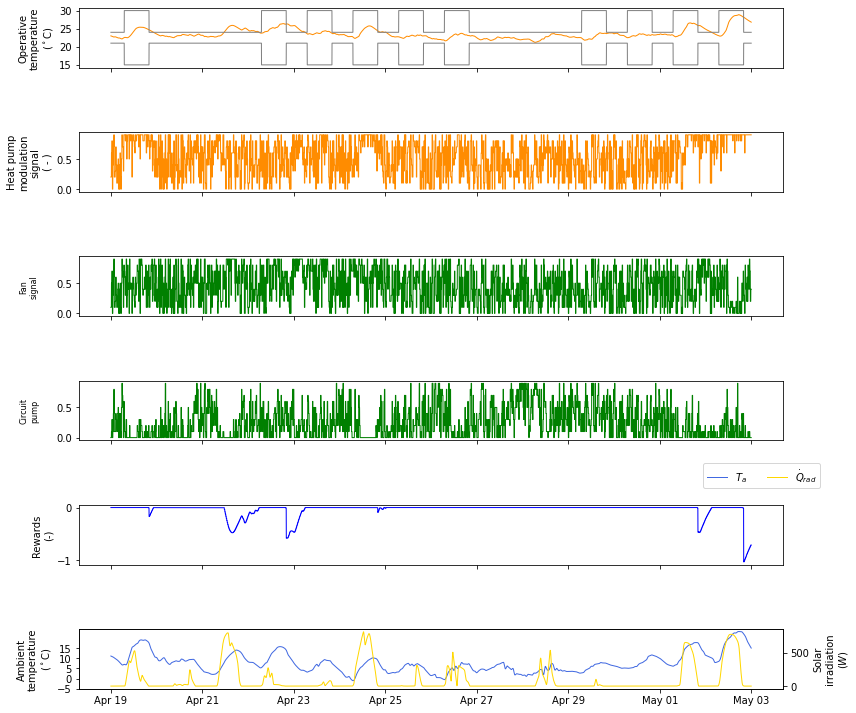 Operative
temperature
(°C)
30
25
20
15
Heat pump
modulation
signal
( - )
0.5
0.0
Fan
signal
0.5
0.0
Circuit
pump
0.5
0.0
T_a
Q̇_rad
Rewards
(-)
0
−1
Ambient
temperature
(°C)
15
10
5
0
−5
500
0
Solar
irradiation
(W)
Apr 19
Apr 21
Apr 23
Apr 25
Apr 27
Apr 29
May 01
May 03